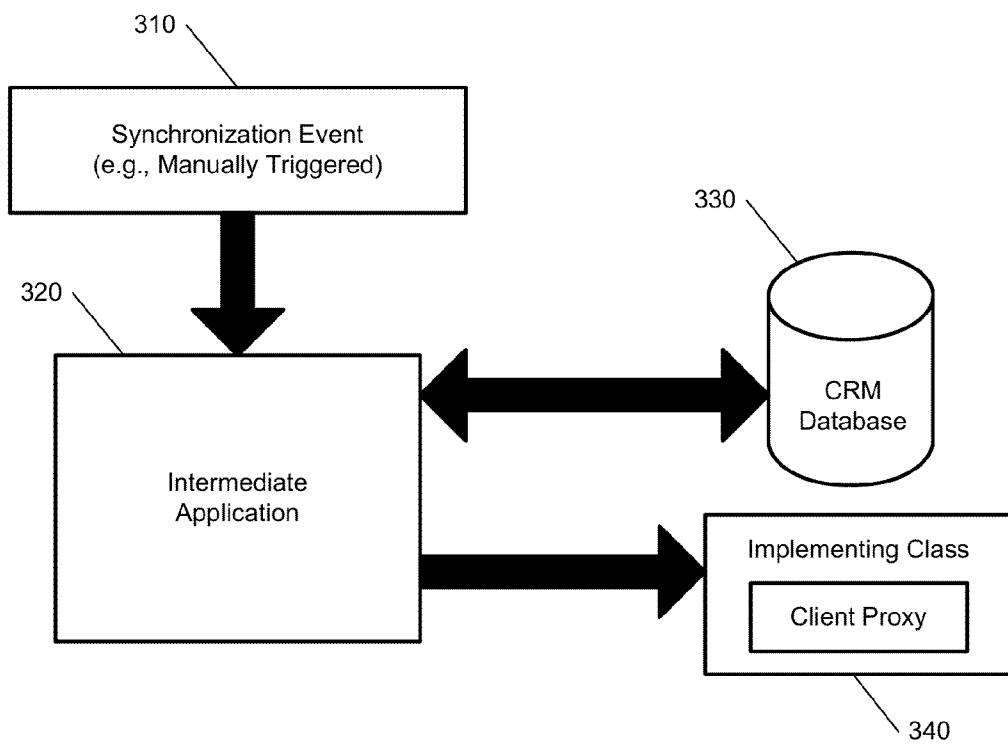 310
Synchronization Event
(e.g., Manually Triggered)
330
320
CRM
Database
Intermediate
Application
Implementing Class
Client Proxy
340